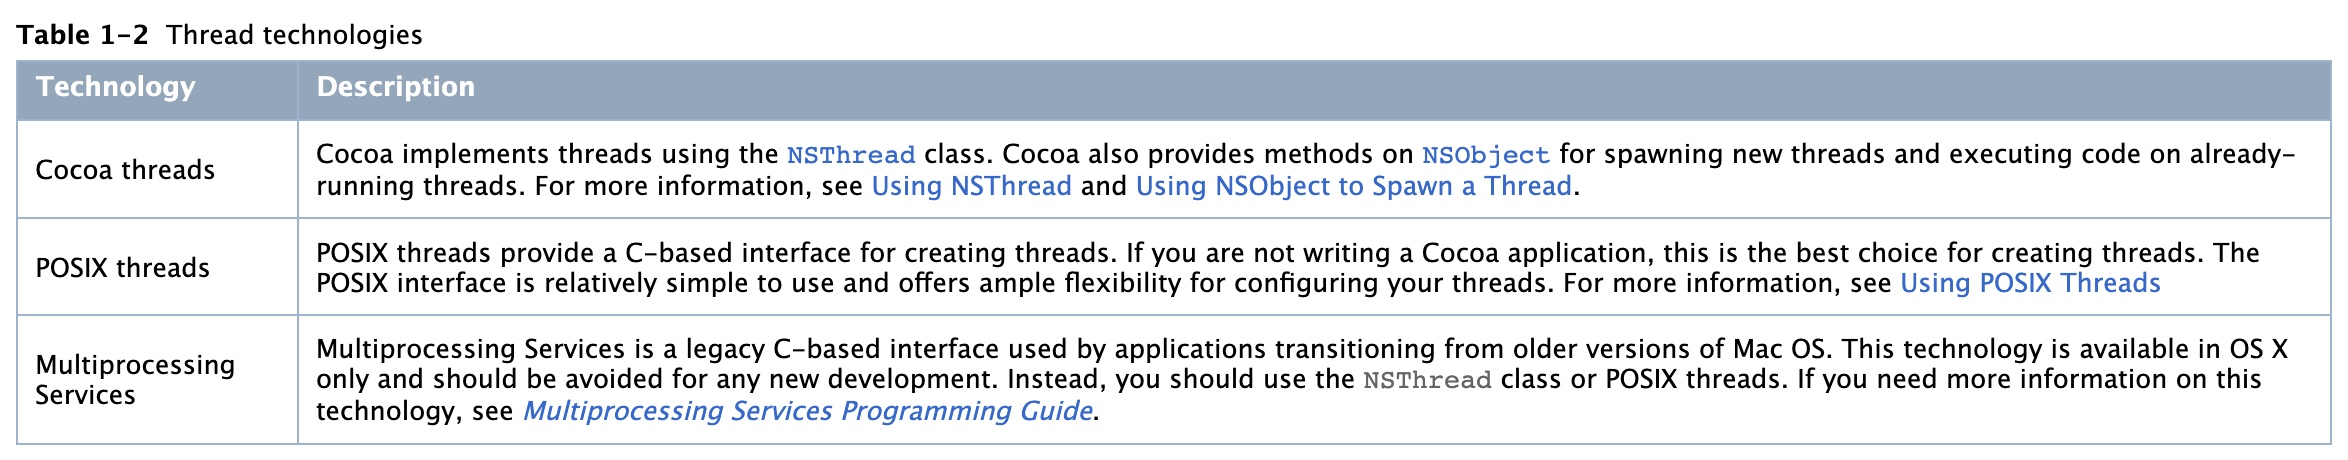 Table 1-2 Thread technologies
Technology Description
Cocoa threads
Cocoa implements threads using the NSThread class. Cocoa also provides methods on NSObject for spawning new threads and executing code on already-
running threads. For more information, see Using NSThread and Using NSObject to Spawn a Thread.
POSIX threads
POSIX threads provide a C-based interface for creating threads. If you are not writing a Cocoa application, this is the best choice for creating threads. The
POSIX interface is relatively simple to use and offers ample flexibility for configuring your threads. For more information, see Using POSIX Threads
Multiprocessing
Services
Multiprocessing Services is a legacy C-based interface used by applications transitioning from older versions of Mac OS. This technology is available in OS X
only and should be avoided for any new development. Instead, you should use the NSThread class or POSIX threads. If you need more information on this
technology, see Multiprocessing Services Programming Guide.